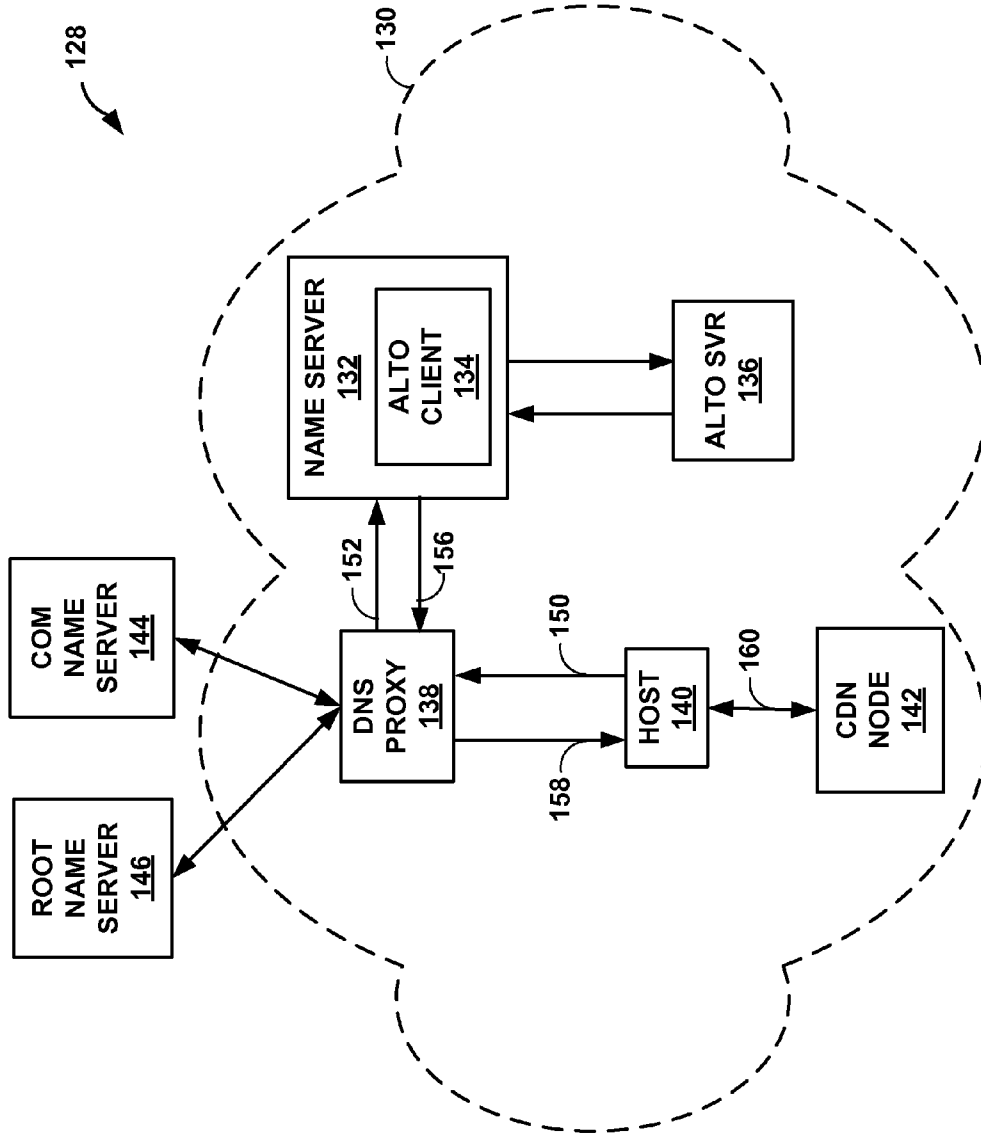 128
130
ROOT
NAME
SERVER
146
COM
NAME
SERVER
144
DNS
PROXY
138
152
156
NAME SERVER
132
ALTO
CLIENT
134
158
150
HOST
140
160
CDN
NODE
142
ALTO SVR
136